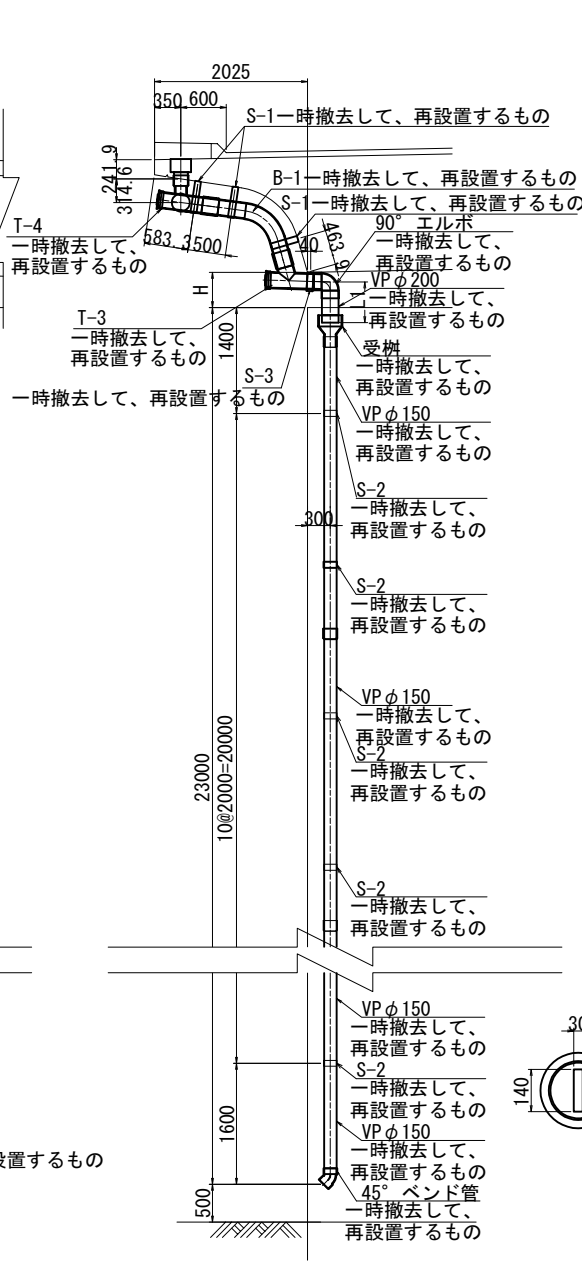 2025
350 600
S-1一時撤去して、再設置するもの
241.9
314.6
B-1一時撤去して、再設置するもの
S-1一時撤去して、再設置するもの
T-4
一時撤去して、
再設置するもの
583.3
500
40
463.9
90° エルボ
一時撤去して、
再設置するもの
H
VPφ200
一時撤去して、
再設置するもの
T-3
一時撤去して、
再設置するもの
1400
受桝
一時撤去して、
再設置するもの
S-3
一時撤去して、再設置するもの
VPφ150
一時撤去して、
再設置するもの
S-2
一時撤去して、
再設置するもの
300
S-2
一時撤去して、
再設置するもの
VPφ150
一時撤去して、
再設置するもの
S-2
一時撤去して、
再設置するもの
23000
10@2000=20000
S-2
一時撤去して、
再設置するもの
VPφ150
一時撤去して、
再設置するもの
S-2
一時撤去して、
再設置するもの
140
1600
VPφ150
一時撤去して、
再設置するもの
置するもの
45° ベンド管
一時撤去して、
再設置するもの
500